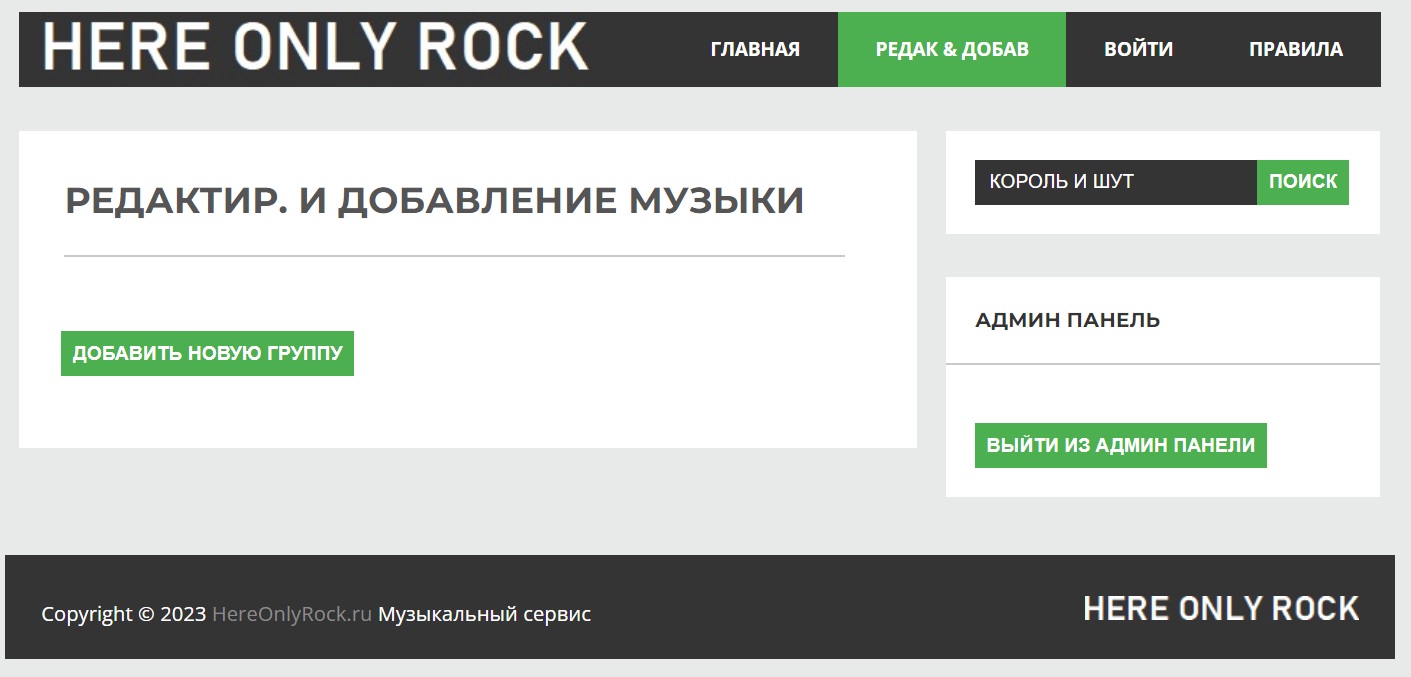 HERE ONLY ROCK
ГЛАВНАЯ
РЕДАК & ДОБАВ
ВОЙТИ
ПРАВИЛА
РЕДАКТИР. И ДОБАВЛЕНИЕ МУЗЫКИ
ДОБАВИТЬ НОВУЮ ГРУППУ
КОРОЛЬ И ШУТ
ПОИСК
АДМИН ПАНЕЛЬ
ВЫЙТИ ИЗ АДМИН ПАНЕЛИ
Copyright © 2023 HereOnlyRock.ru Музыкальный сервис
HERE ONLY ROCK